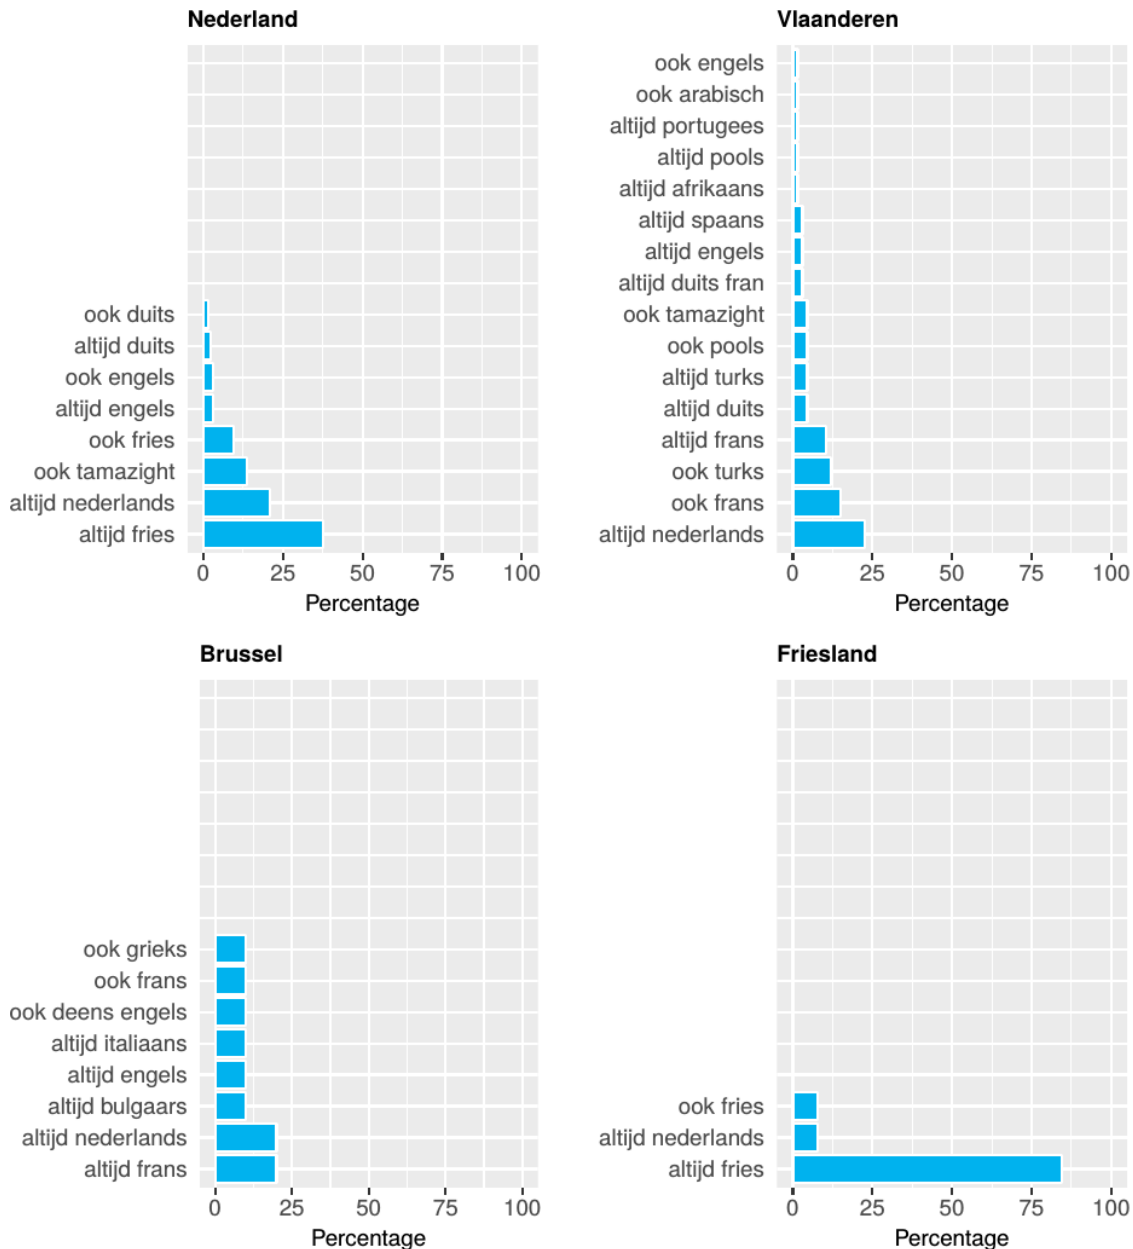 Nederland
ook duits
altijd duits
ook engels
altijd engels
ook fries
ook tamazight
altijd nederlands
altijd fries
0 25 50 75 100
Percentage
Vlaanderen
ook engels
ook arabisch
altijd portugees
altijd pools
altijd afrikaans
altijd spaans
altijd engels
altijd duits fran
ook tamazight
ook pools
altijd turks
altijd duits
altijd frans
ook turks
ook frans
altijd nederlands
0 25 50 75 100
Percentage
Brussel
ook grieks
ook frans
ook deens engels
altijd italiaans
altijd engels
altijd bulgaars
altijd nederlands
altijd frans
0 25 50 75 100
Percentage
Friesland
ook fries
altijd nederlands
altijd fries
0 25 50 75 100
Percentage